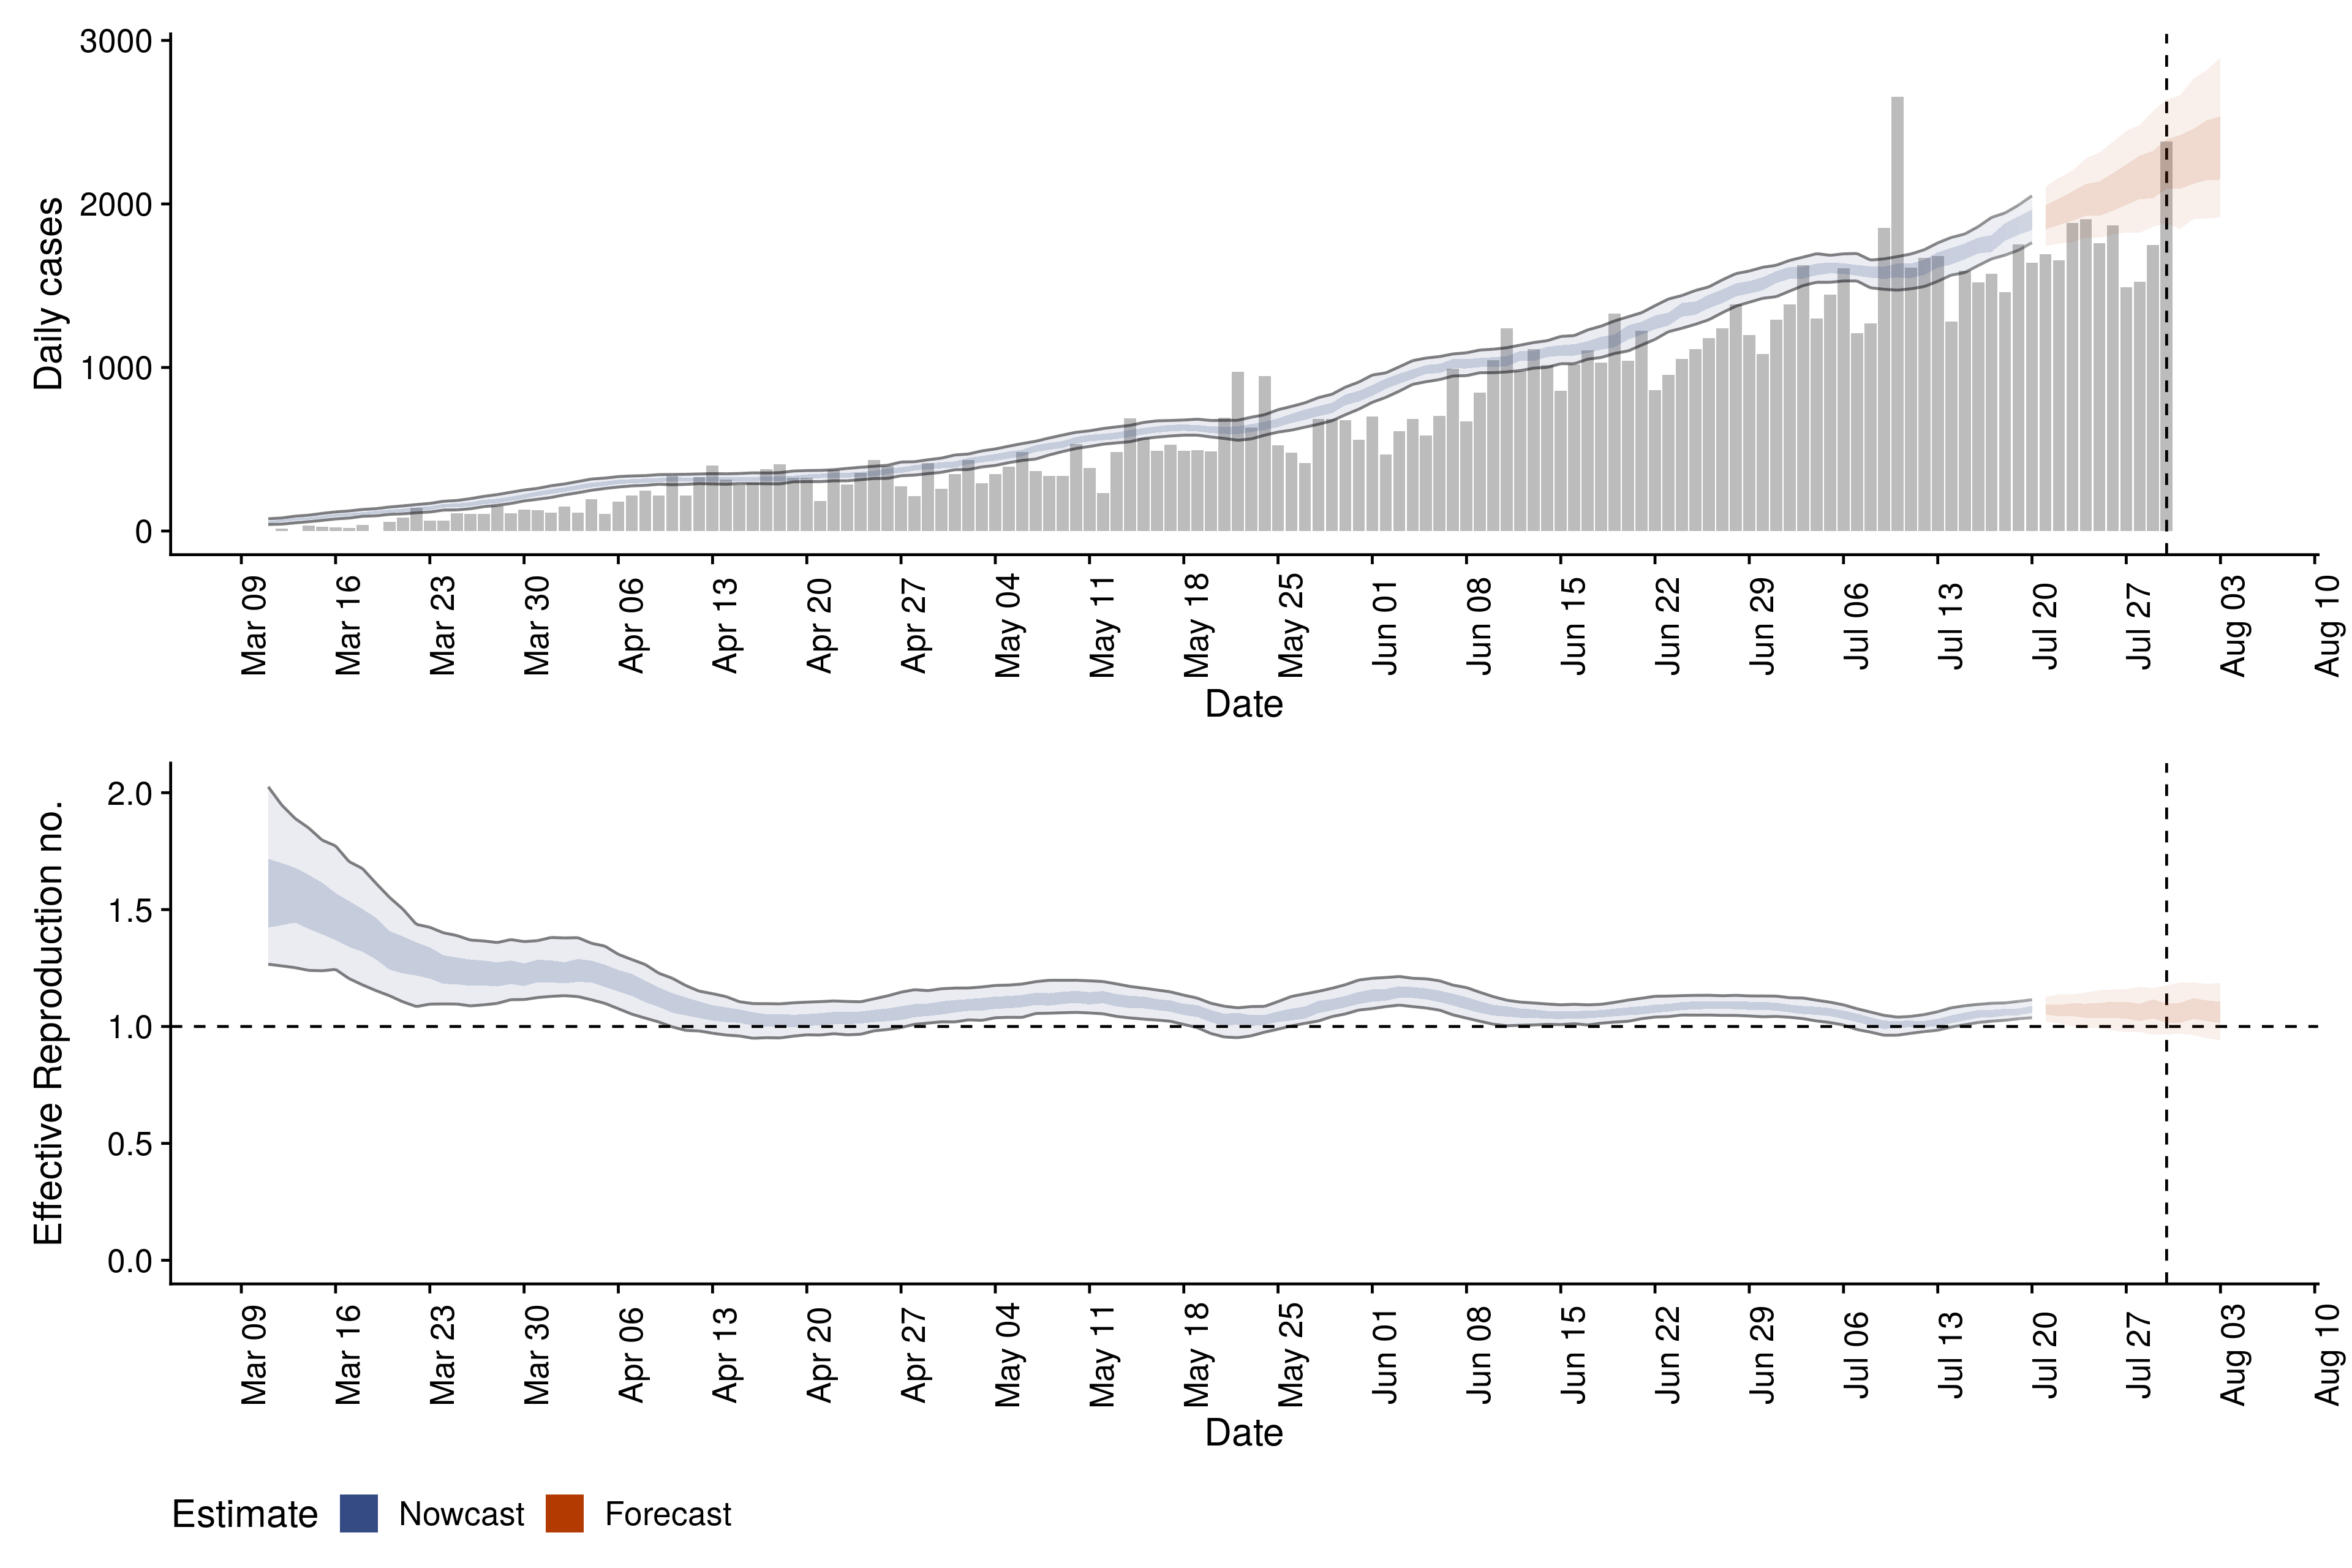 Daily cases
3000
2000
1000
0
Mar 09 Mar 16 Mar 23 Mar 30 Apr 06 Apr 13 Apr 20 Apr 27 May 04 May 11 May 18 May 25 Jun 01 Jun 08 Jun 15 Jun 22 Jun 29 Jul 06 Jul 13 Jul 20 Jul 27 Aug 03 Aug 10
Date
Effective Reproduction no.
2.0
1.5
1.0
0.5
0.0
Mar 09 Mar 16 Mar 23 Mar 30 Apr 06 Apr 13 Apr 20 Apr 27 May 04 May 11 May 18 May 25 Jun 01 Jun 08 Jun 15 Jun 22 Jun 29 Jul 06 Jul 13 Jul 20 Jul 27 Aug 03 Aug 10
Date
Estimate Nowcast Forecast